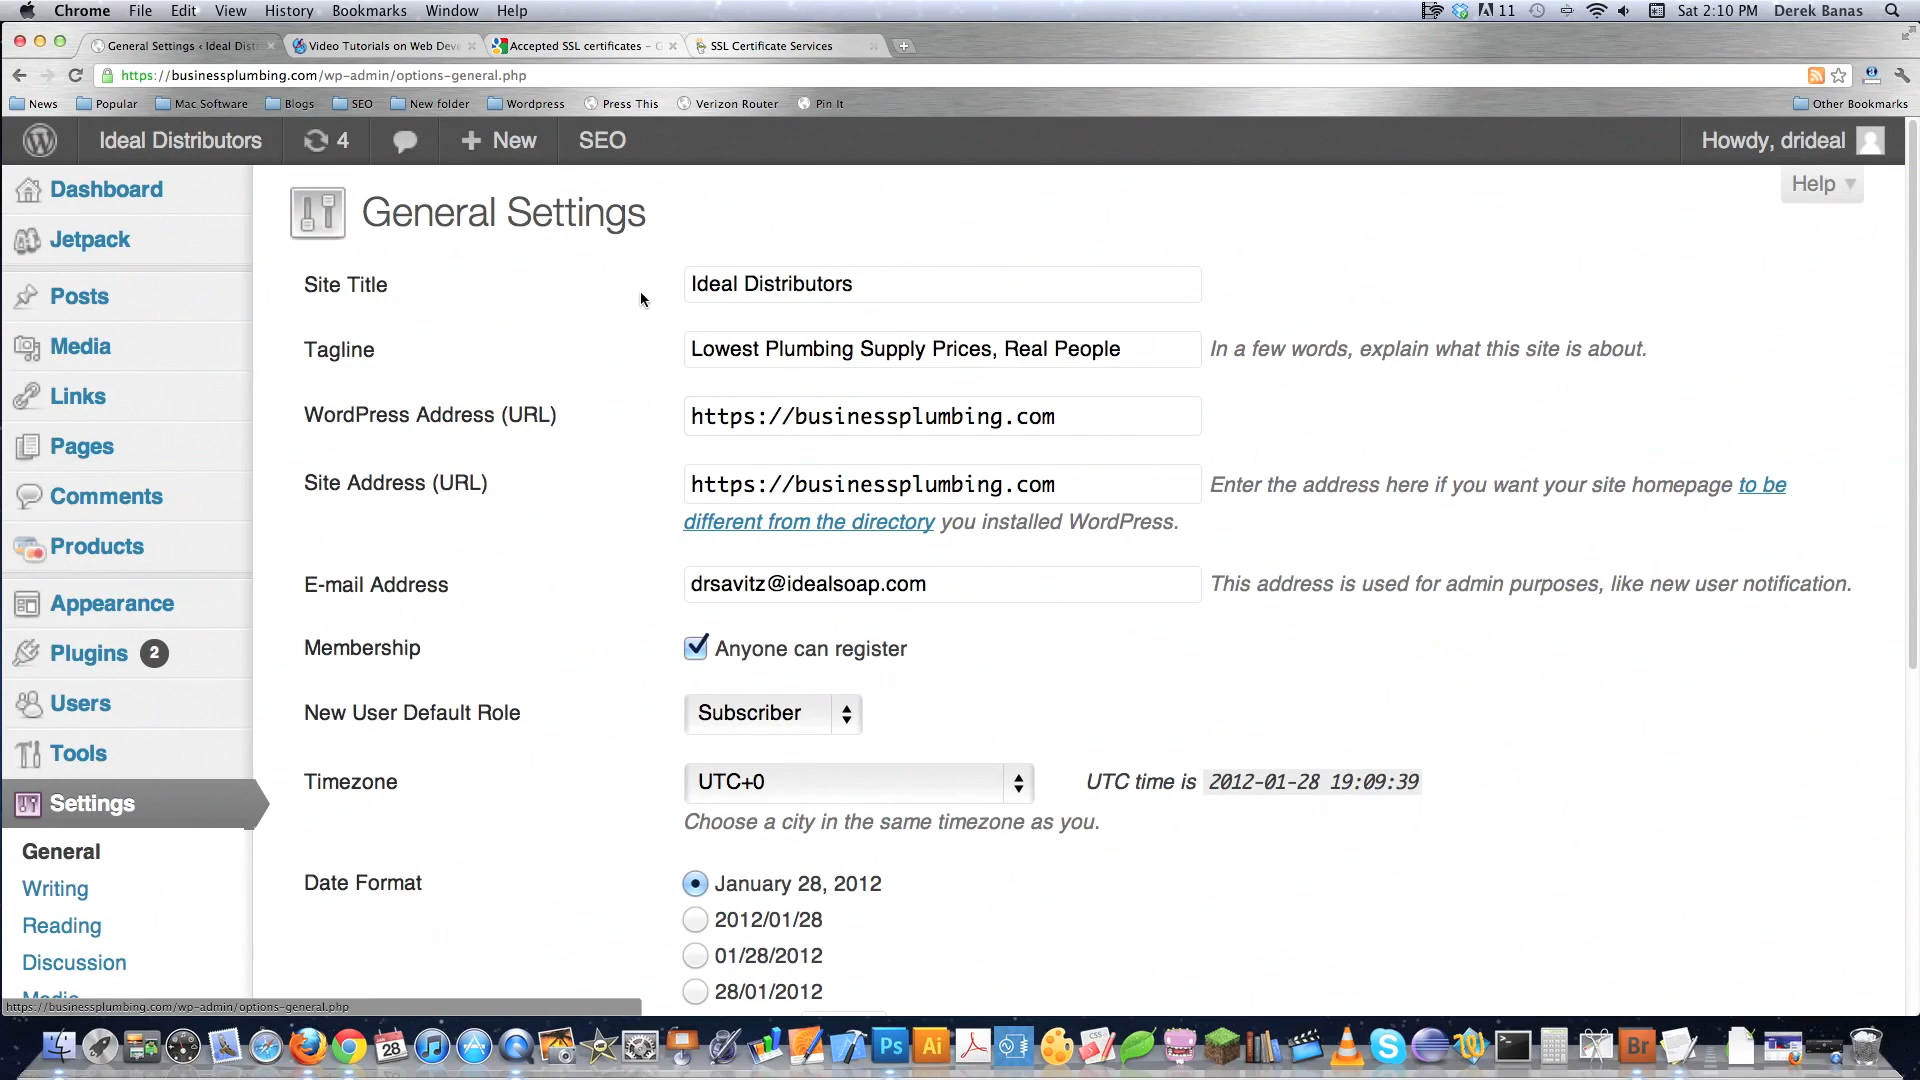 Chrome File Edit View History Bookmarks Window Help 11 Sat 2:10 PM Derek Banas
General Settings ‹ Ideal Dist Video Tutorials on Web Deve Accepted SSL certificates – SSL Certificate Services
https://businessplumbing.com/wp-admin/options-general.php
News Popular Mac Software Blogs SEO New folder Wordpress Press This Verizon Router Pin It Other Bookmarks
Ideal Distributors 4 + New SEO Howdy, drideal
Help
Dashboard
Jetpack
Posts
Media
Links
Pages
Comments
Products
Appearance
Plugins 2
Users
Tools
Settings
General
Writing
Reading
Discussion
Media
https://businessplumbing.com/wp-admin/options-general.php
General Settings
Site Title Ideal Distributors
Tagline Lowest Plumbing Supply Prices, Real People In a few words, explain what this site is about.
WordPress Address (URL) https://businessplumbing.com
Site Address (URL) https://businessplumbing.com Enter the address here if you want your site homepage to be
different from the directory you installed WordPress.
E-mail Address drsavitz@idealsoap.com This address is used for admin purposes, like new user notification.
Membership Anyone can register
New User Default Role Subscriber
Timezone UTC+0 UTC time is 2012-01-28 19:09:39
Choose a city in the same timezone as you.
Date Format January 28, 2012
2012/01/28
01/28/2012
28/01/2012
28 Ps Ai CSS Br